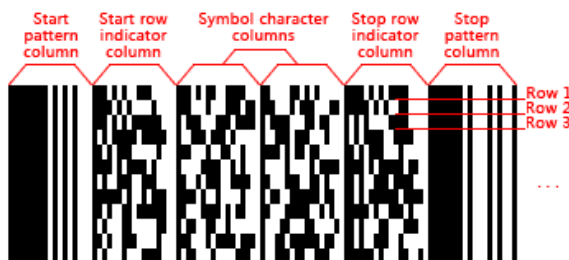 Start pattern column
Start row indicator column
Symbol character columns
Stop row indicator column
Stop pattern column
Row 1
Row 2
Row 3
...